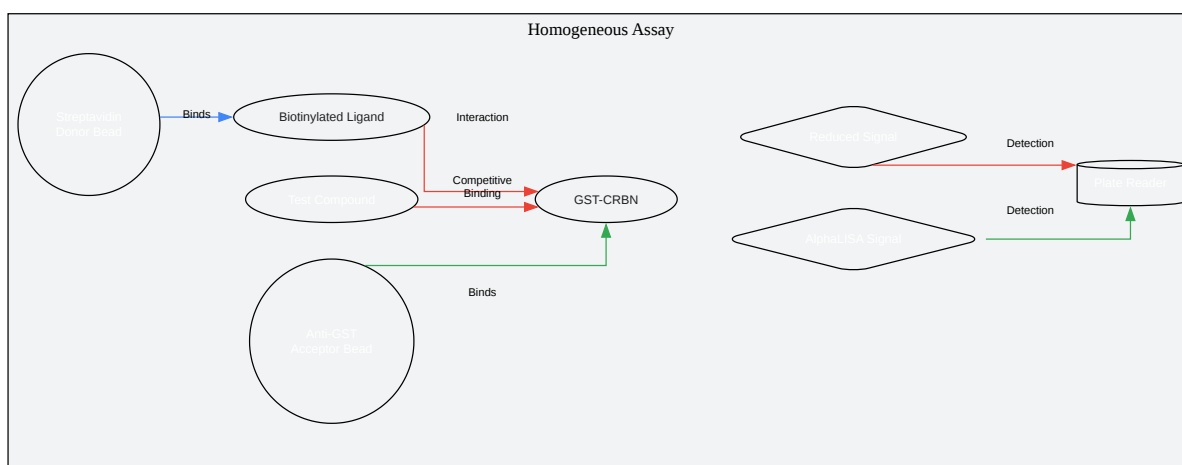 Homogeneous Assay
Streptavidin
Donor Bead
Binds
Biotinylated Ligand
Interaction
Test Compound
Competitive
Binding
GST-CRBN
Anti-GST
Acceptor Bead
Binds
Reduced Signal
Detection
AlphaLISA Signal
Detection
Plate Reader